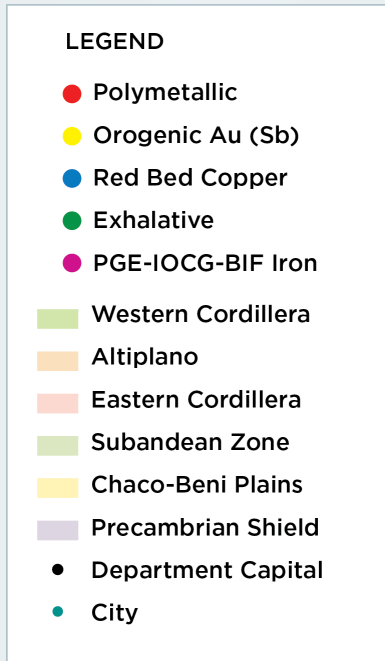 LEGEND
Polymetallic
Orogenic Au (Sb)
Red Bed Copper
Exhalative
PGE-IOCG-BIF Iron
Western Cordillera
Altiplano
Eastern Cordillera
Subandean Zone
Chaco-Beni Plains
Precambrian Shield
Department Capital
City